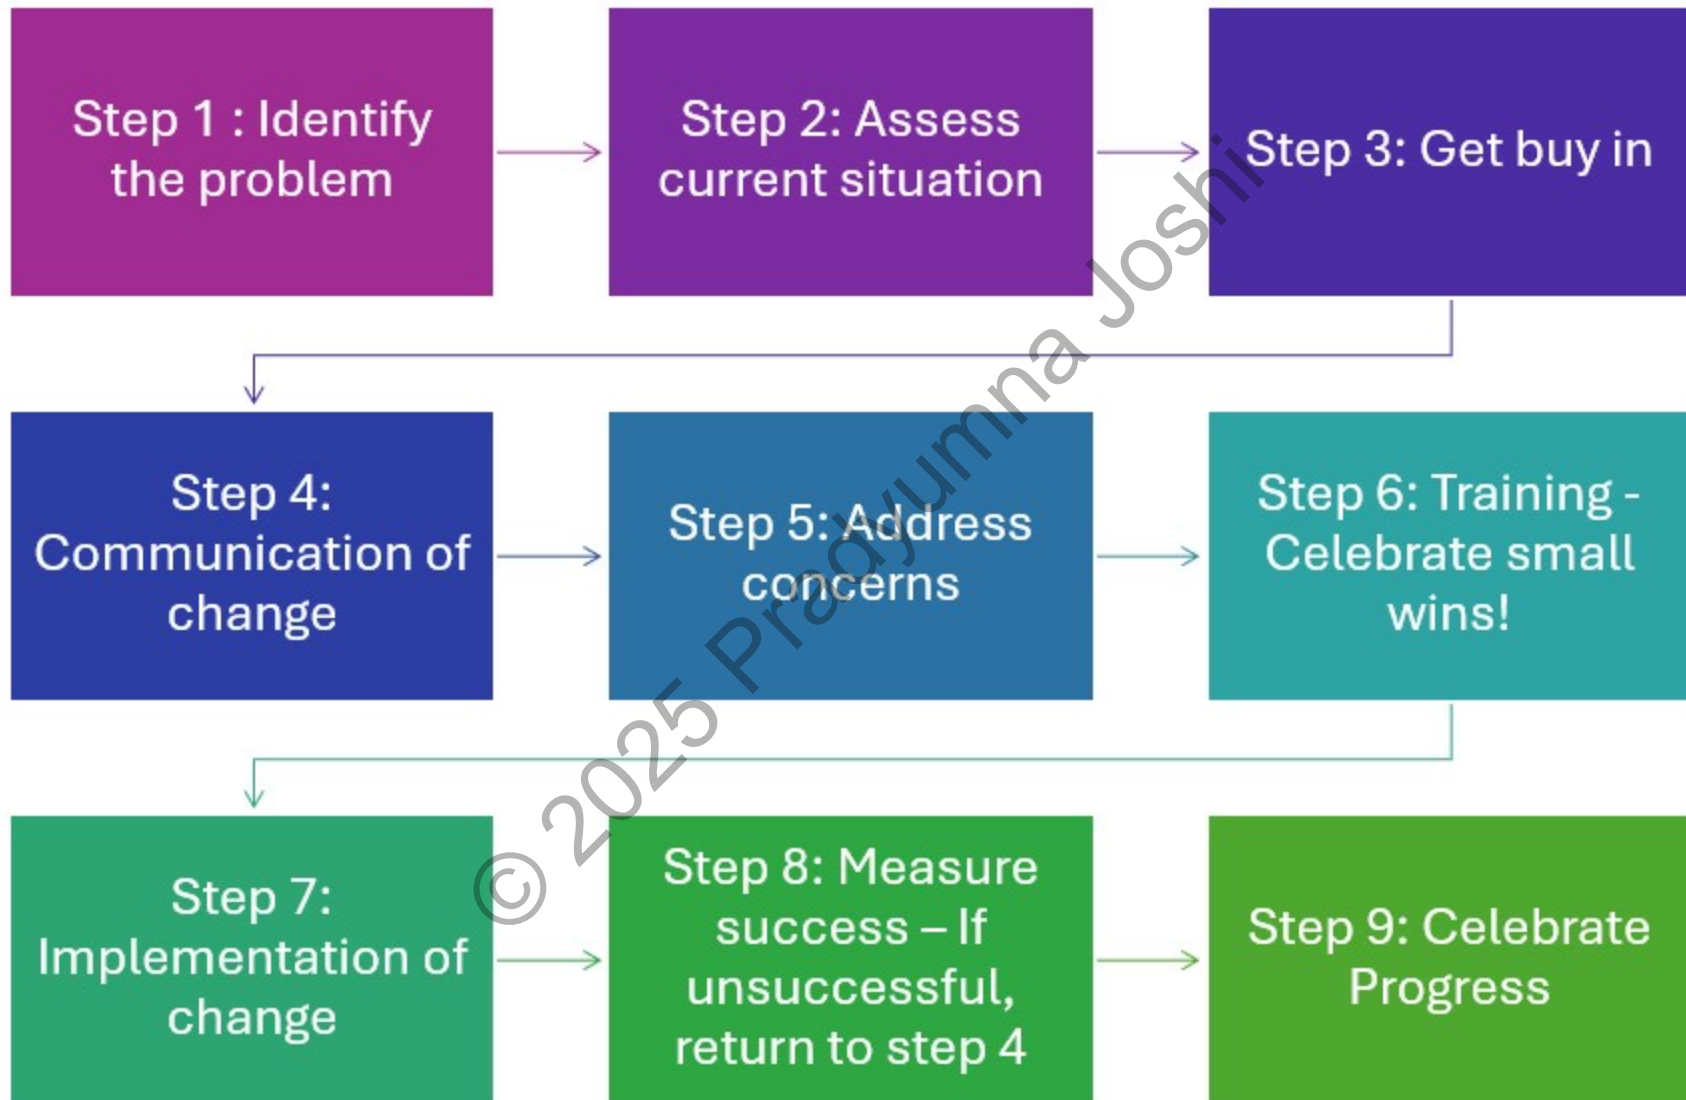 Step 1 : Identify
the problem
Step 2: Assess
current situation
Step 3: Get buy in
Step 4:
Communication of
change
Step 5: Address
concerns
Step 6: Training -
Celebrate small
wins!
Step 7:
Implementation of
change
Step 8: Measure
success – If
unsuccessful,
return to step 4
Step 9: Celebrate
Progress
© 2025 Pradyumna Joshi